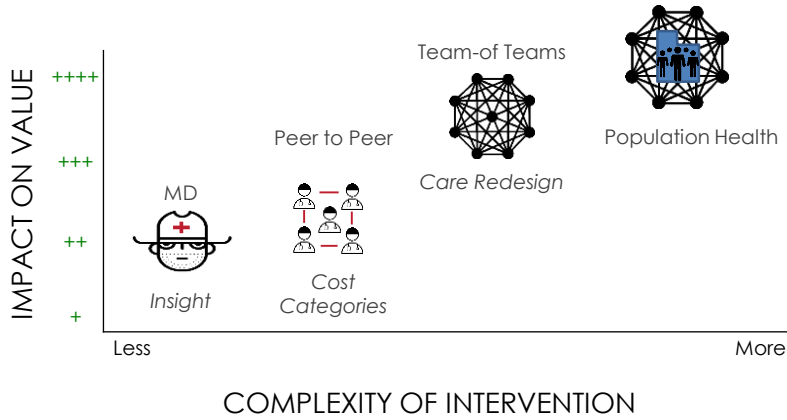 IMPACT ON VALUE
++++
+++
++
+
MD
Insight
Peer to Peer
Cost
Categories
Team-of Teams
Care Redesign
Population Health
Less
More
COMPLEXITY OF INTERVENTION